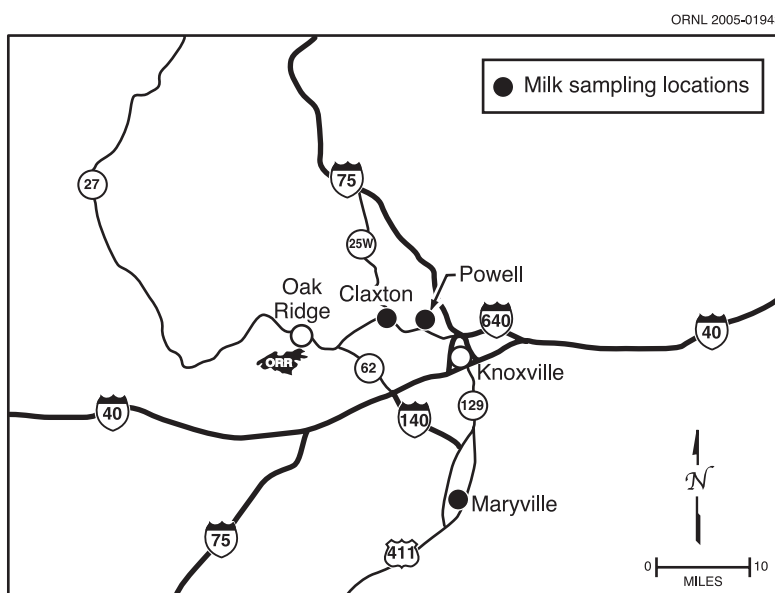 ORNL 2005-0194
Milk sampling locations
27
75
25W
Powell
Oak
Ridge
Claxton
640
40
ORR
62
Knoxville
40
140
129
Maryville
N
75
411
0 10
MILES